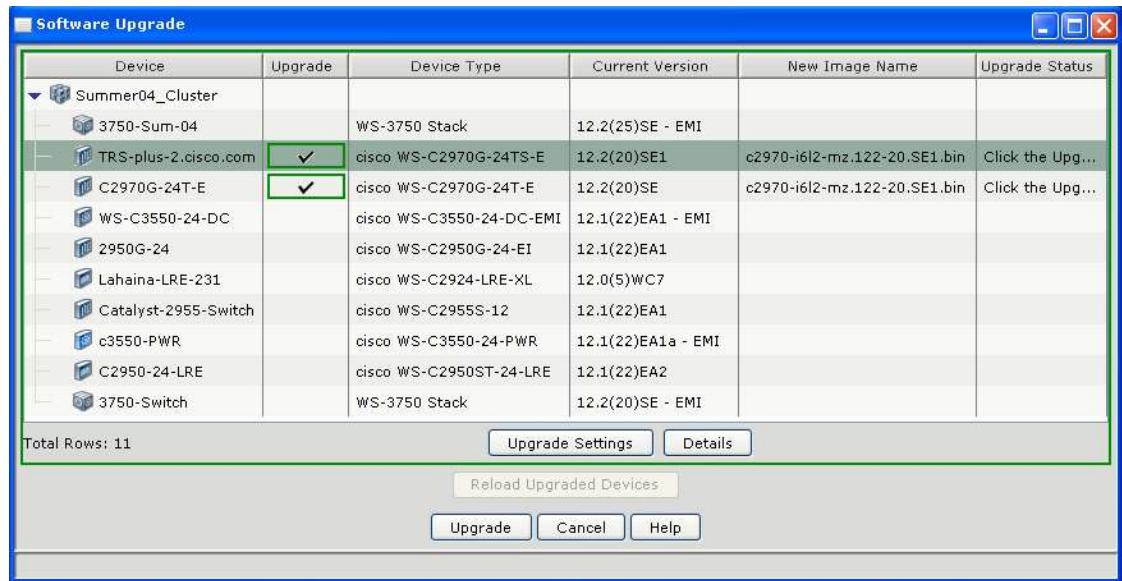 Software Upgrade
Device Upgrade Device Type Current Version New Image Name Upgrade Status
Summer04_Cluster
3750-Sum-04 WS-3750 Stack 12.2(25)SE - EMI
TRS-plus-2.cisco.com ✓ cisco WS-C2970G-24TS-E 12.2(20)SE1 c2970-i6l2-mz.122-20.SE1.bin Click the Upg...
C2970G-24T-E ✓ cisco WS-C2970G-24T-E 12.2(20)SE c2970-i6l2-mz.122-20.SE1.bin Click the Upg...
WS-C3550-24-DC cisco WS-C3550-24-DC-EMI 12.1(22)EA1 - EMI
2950G-24 cisco WS-C2950G-24-EI 12.1(22)EA1
Lahaina-LRE-231 cisco WS-C2924-LRE-XL 12.0(5)WC7
Catalyst-2955-Switch cisco WS-C2955S-12 12.1(22)EA1
c3550-PWR cisco WS-C3550-24-PWR 12.1(22)EA1a - EMI
C2950-24-LRE cisco WS-C2950ST-24-LRE 12.1(22)EA2
3750-Switch WS-3750 Stack 12.2(20)SE - EMI
Total Rows: 11 Upgrade Settings Details
Reload Upgraded Devices
Upgrade Cancel Help